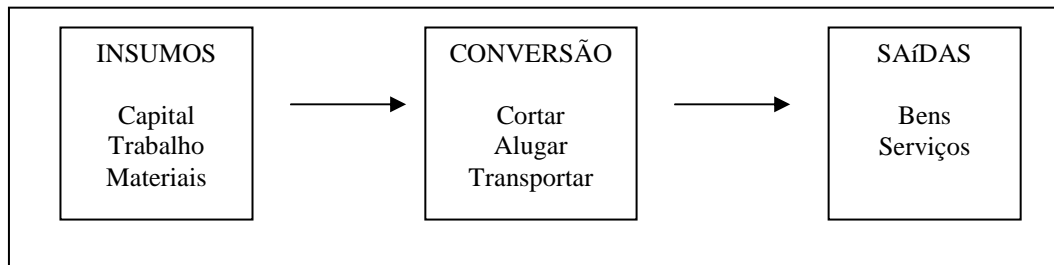 INSUMOS
Capital
Trabalho
Materiais
CONVERSÃO
Cortar
Alugar
Transportar
SAíDAS
Bens
Serviços